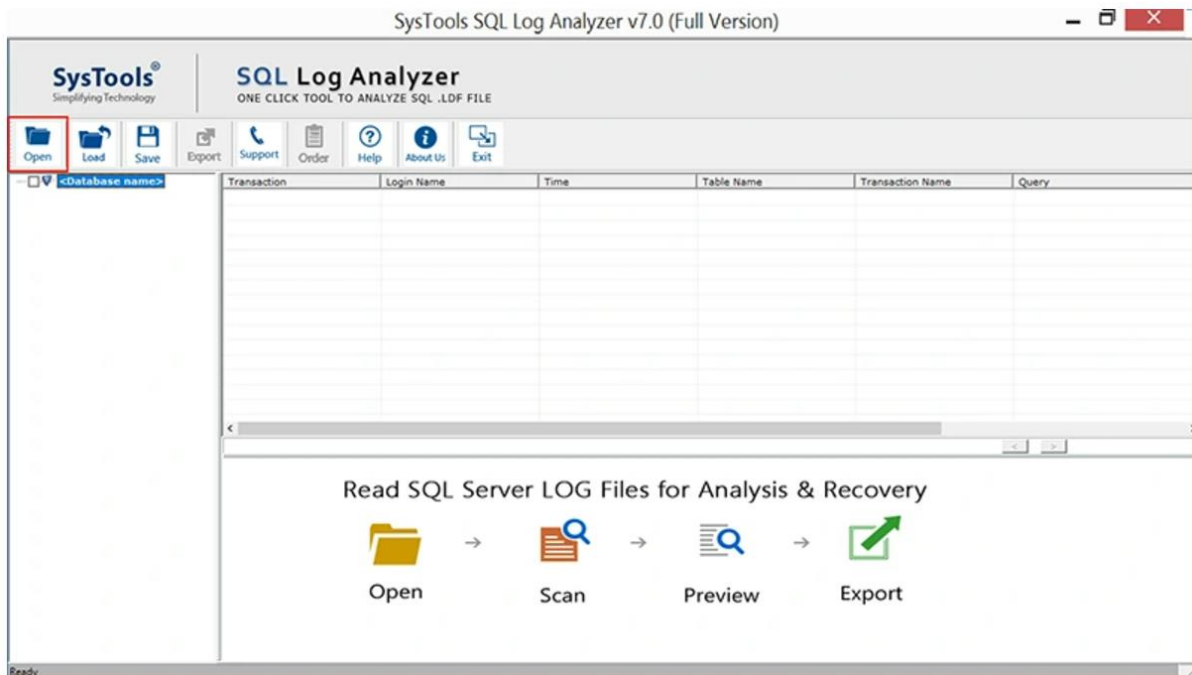 SysTools SQL Log Analyzer v7.0 (Full Version)
SysTools®
Simplifying Technology
SQL Log Analyzer
ONE CLICK TOOL TO ANALYZE SQL .LDF FILE
Open Load Save Export Support Order Help About Us Exit
<Database name>
Transaction Login Name Time Table Name Transaction Name Query
Read SQL Server LOG Files for Analysis & Recovery
Open Scan Preview Export
Ready